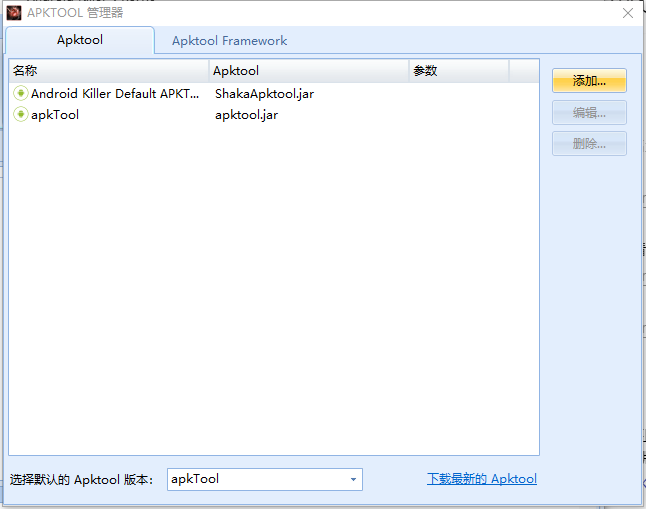 APKTOOL 管理器
Apktool
Apktool Framework
名称 Apktool 参数
Android Killer Default APKT... ShakaApktool.jar
apkTool apktool.jar
添加...
编辑...
删除...
选择默认的 Apktool 版本: apkTool 下载最新的 Apktool